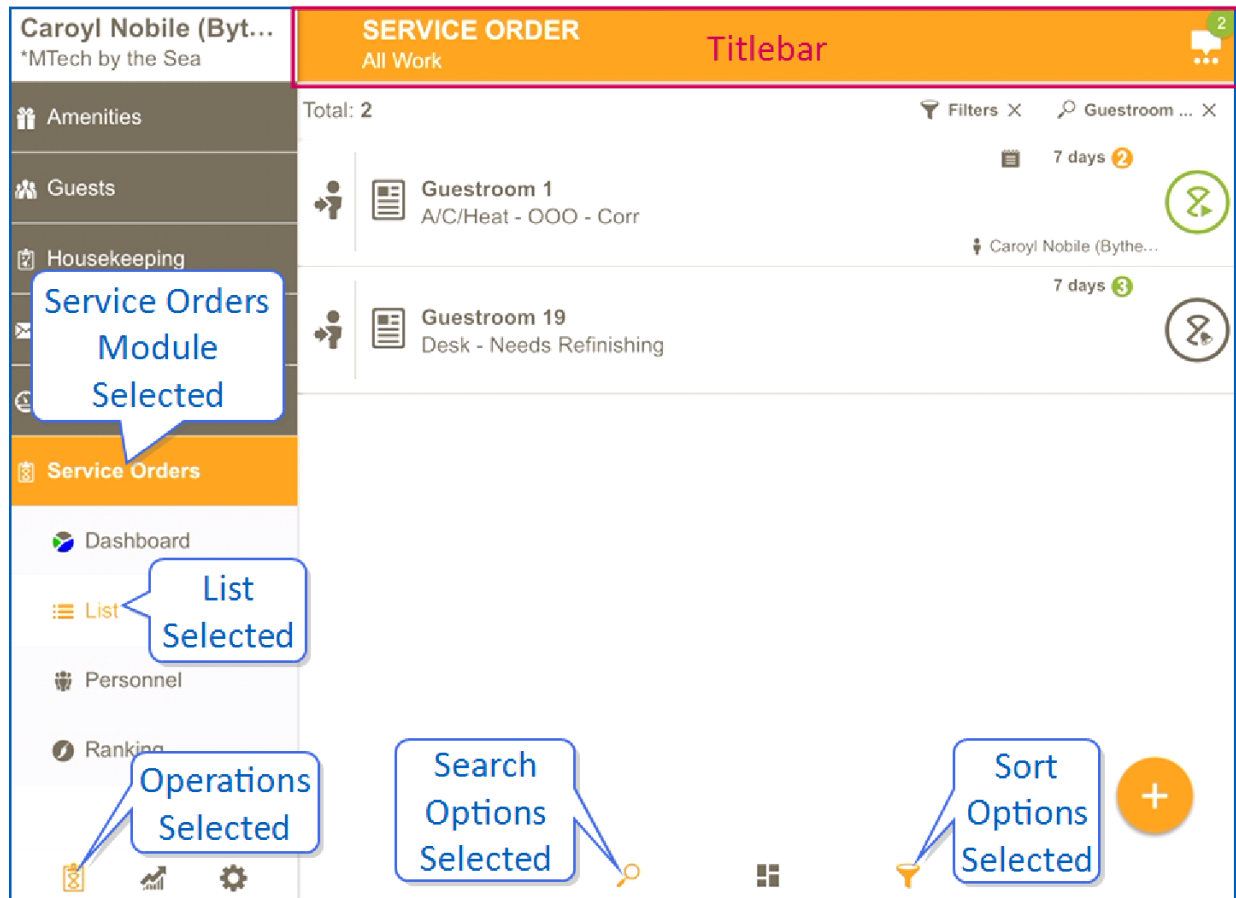 Caroyl Nobile (Byt...
*MTech by the Sea
SERVICE ORDER
All Work
Titlebar
2
Amenities
Guests
Housekeeping
Service Orders
Module
Selected
Service Orders
Dashboard
List
List
Selected
Personnel
Ranking
Operations
Selected
Total: 2
Filters X
Guestroom ... X
7 days 2
Guestroom 1
A/C/Heat - OOO - Corr
Caroyl Nobile (Bythe...
7 days 3
Guestroom 19
Desk - Needs Refinishing
Search
Options
Selected
Sort
Options
Selected
+